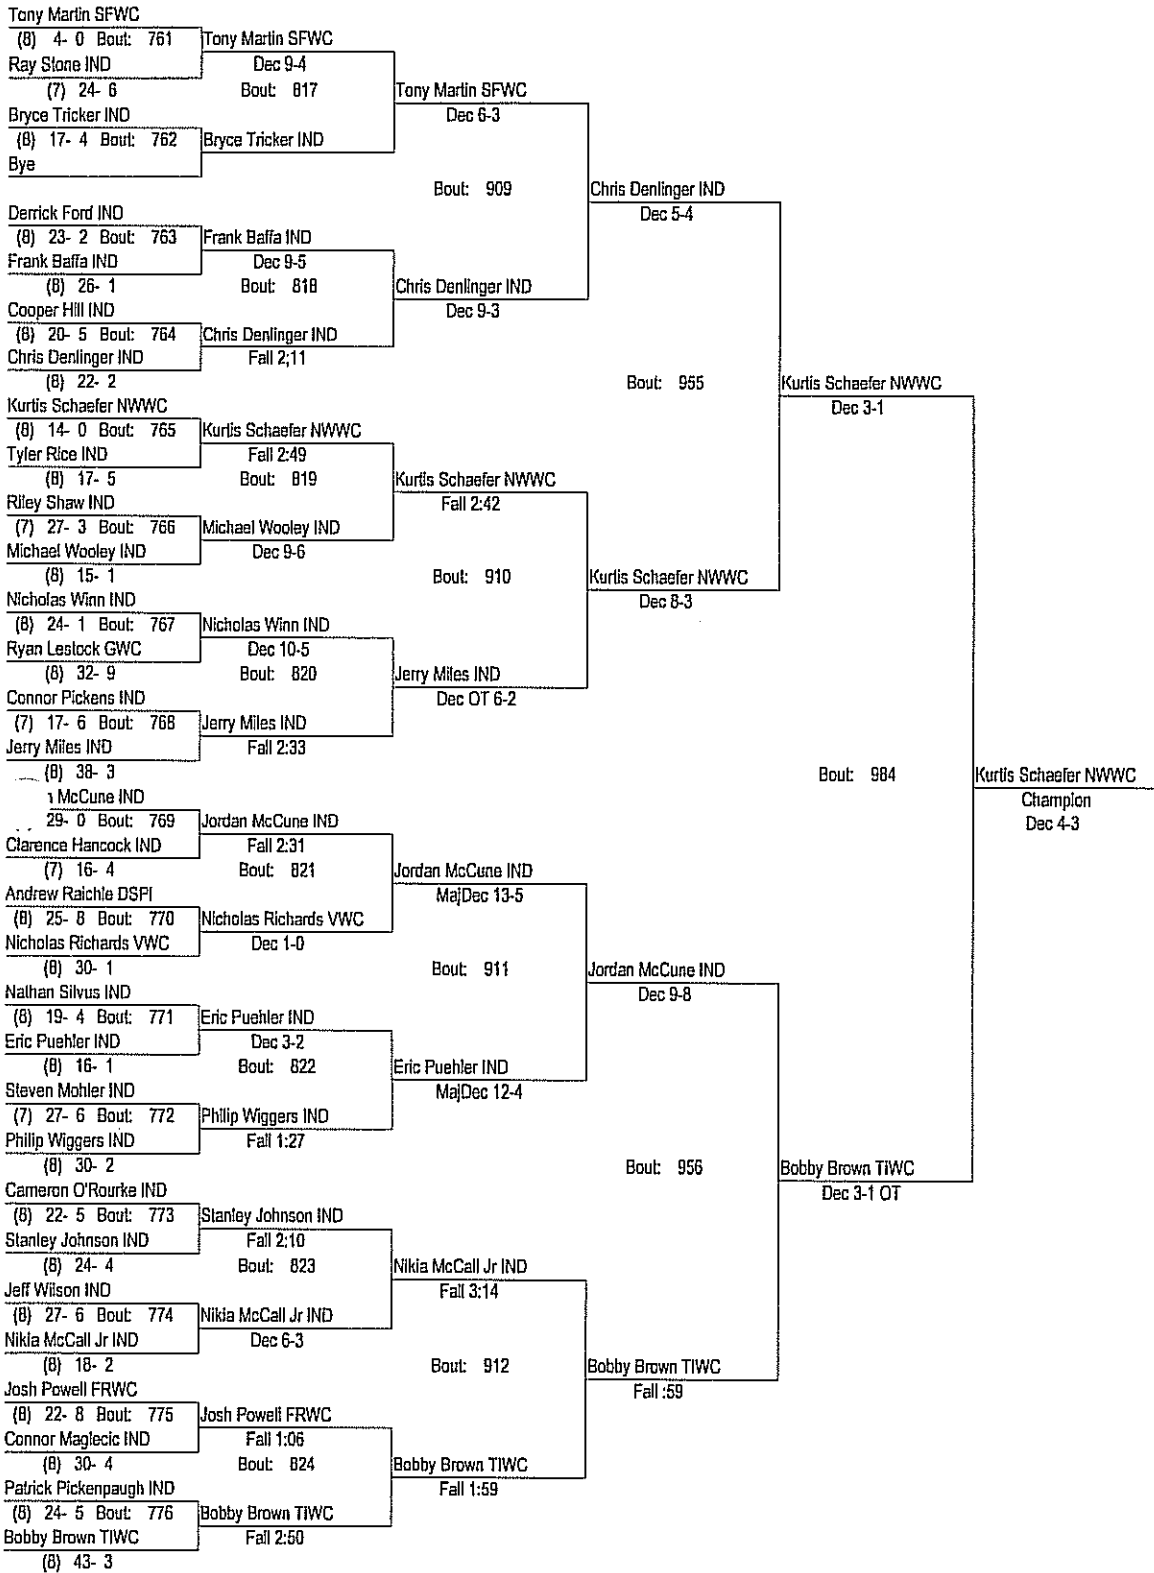 Tony Martin SFWC
(8) 4- 0 Bout: 761
Ray Stone IND
(7) 24- 6
Bryce Tricker IND
(8) 17- 4 Bout: 762
Bye
Derrick Ford IND
(8) 23- 2 Bout: 763
Frank Baffa IND
(8) 26- 1
Cooper Hill IND
(8) 20- 5 Bout: 764
Chris Denlinger IND
(8) 22- 2
Kurtis Schaefer NWWC
(8) 14- 0 Bout: 765
Tyler Rice IND
(8) 17- 5
Riley Shaw IND
(7) 27- 3 Bout: 766
Michael Wooley IND
(8) 15- 1
Nicholas Winn IND
(8) 24- 1 Bout: 767
Ryan Lestock GWC
(8) 32- 9
Connor Pickens IND
(7) 17- 6 Bout: 768
Jerry Miles IND
(8) 38- 3
McCune IND
29- 0 Bout: 769
Clarence Hancock IND
(7) 16- 4
Andrew Raichle DSPI
(8) 25- 8 Bout: 770
Nicholas Richards VWC
(8) 30- 1
Nathan Silvus IND
(8) 19- 4 Bout: 771
Eric Puehler IND
(8) 16- 1
Steven Mohler IND
(7) 27- 6 Bout: 772
Philip Wiggers IND
(8) 30- 2
Cameron O'Rourke IND
(8) 22- 5 Bout: 773
Stanley Johnson IND
(8) 24- 4
Jeff Wilson IND
(8) 27- 6 Bout: 774
Nikia McCall Jr IND
(8) 18- 2
Josh Powell FRWC
(8) 22- 8 Bout: 775
Connor Maglecic IND
(8) 30- 4
Patrick Pickenpaugh IND
(8) 24- 5 Bout: 776
Bobby Brown TIWC
(8) 43- 3
Tony Martin SFWC
Dec 9-4
Bout: 817
Bryce Tricker IND
Frank Baffa IND
Dec 9-5
Bout: 818
Chris Denlinger IND
Fall 2;11
Kurtis Schaefer NWWC
Fall 2:49
Bout: 819
Michael Wooley IND
Dec 9-6
Nicholas Winn IND
Dec 10-5
Bout: 820
Jerry Miles IND
Fall 2:33
Jordan McCune IND
Fall 2:31
Bout: 821
Nicholas Richards VWC
Dec 1-0
Eric Puehler IND
Dec 3-2
Bout: 822
Philip Wiggers IND
Fall 1:27
Stanley Johnson IND
Fall 2:10
Bout: 823
Nikia McCall Jr IND
Dec 6-3
Josh Powell FRWC
Fall 1:06
Bout: 824
Bobby Brown TIWC
Fall 2:50
Tony Martin SFWC
Dec 6-3
Bout: 909
Chris Denlinger IND
Dec 9-3
Kurtis Schaefer NWWC
Fall 2:42
Bout: 910
Jerry Miles IND
Dec OT 6-2
Jordan McCune IND
MajDec 13-5
Bout: 911
Eric Puehler IND
MajDec 12-4
Nikia McCall Jr IND
Fall 3:14
Bout: 912
Bobby Brown TIWC
Fall 1:59
Chris Denlinger IND
Dec 5-4
Bout: 955
Kurtis Schaefer NWWC
Dec 8-3
Jordan McCune IND
Dec 9-8
Bout: 956
Bobby Brown TIWC
Fall :59
Kurtis Schaefer NWWC
Dec 3-1
Bout: 984
Bobby Brown TIWC
Dec 3-1 OT
Kurtis Schaefer NWWC
Champion
Dec 4-3